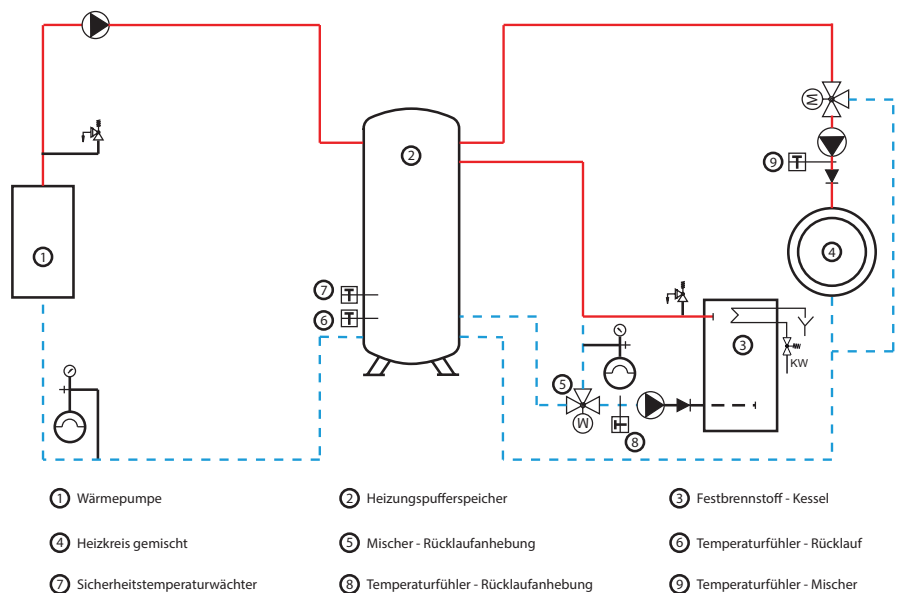 M
T 9
2
1
4
T 7
T 6
3
KW
5
M
T
8
1 Wärmepumpe
2 Heizungspufferspeicher
3 Festbrennstoff - Kessel
4 Heizkreis gemischt
5 Mischer - Rücklaufanhebung
6 Temperaturfühler - Rücklauf
7 Sicherheitstemperaturwächter
8 Temperaturfühler - Rücklaufanhebung
9 Temperaturfühler - Mischer